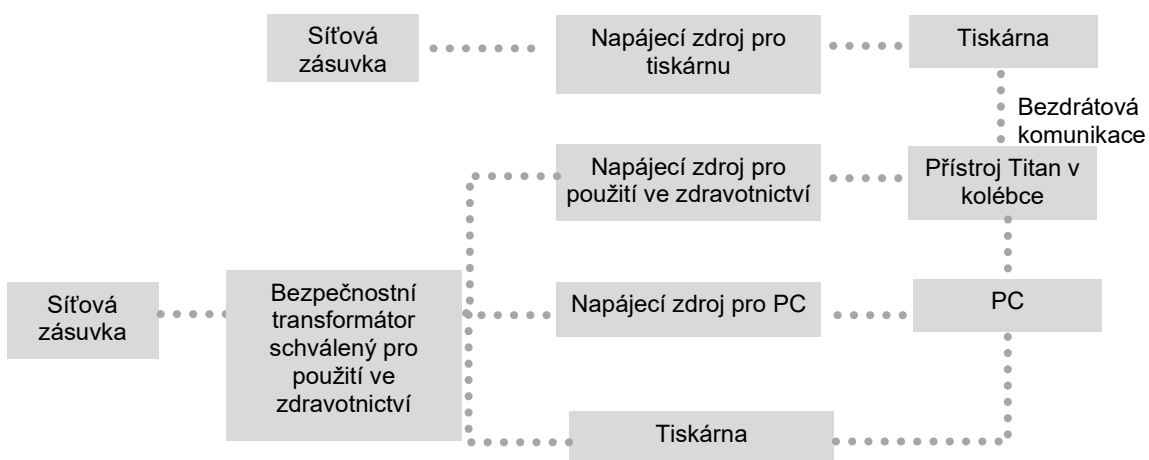 Síťová
zásuvka
Napájecí zdroj pro
tiskárnu
Tiskárna
Bezdrátová
komunikace
Napájecí zdroj pro
použití ve zdravotnictví
Přístroj Titan v
kolébce
Síťová
zásuvka
Bezpečnostní
transformátor
schválený pro
použití ve
zdravotnictví
Napájecí zdroj pro PC
PC
Tiskárna